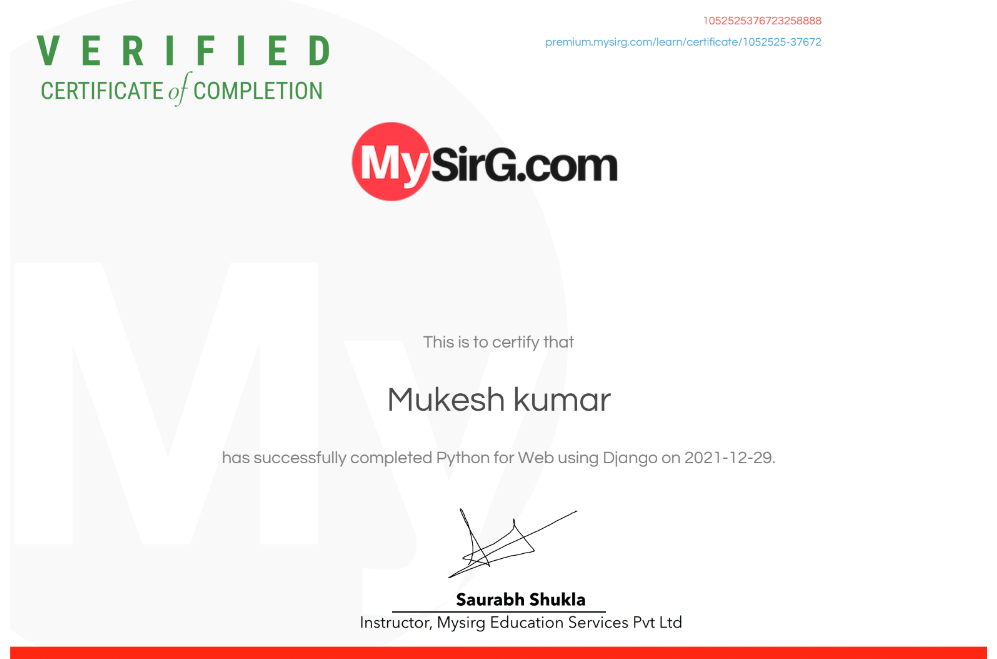 1052525376723258888
premium.mysirg.com/learn/certificate/1052525-37672
VERIFIED
CERTIFICATE of COMPLETION
MySirG.com
This is to certify that
Mukesh kumar
has successfully completed Python for Web using Django on 2021-12-29.
Saurabh Shukla
Instructor, Mysirg Education Services Pvt Ltd
My